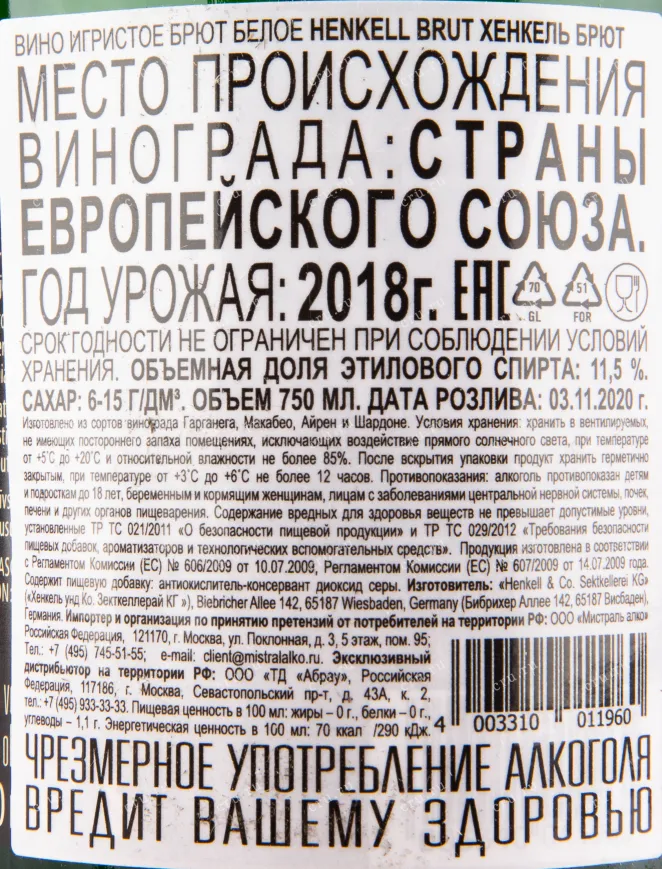 ВИНО ИГРИСТОЕ БРЮТ БЕЛОЕ HENKELL BRUT ХЕНКЕЛЬ БРЮТ
МЕСТО ПРОИСХОЖДЕНИЯ
ВИНОГРАДА: СТРАНЫ
ЕВРОПЕЙСКОГО СОЮЗА.
ГОД УРОЖАЯ: 2018г. EAC 70 GL 51 FOR
СРОК ГОДНОСТИ НЕ ОГРАНИЧЕН ПРИ СОБЛЮДЕНИИ УСЛОВИЙ
ХРАНЕНИЯ. ОБЪЕМНАЯ ДОЛЯ ЭТИЛОВОГО СПИРТА: 11,5 %.
САХАР: 6-15 Г/ДМ³. ОБЪЕМ 750 МЛ. ДАТА РОЗЛИВА: 03.11.2020 г.
Изготовлено из сортов винограда Гарганега, Макабео, Айрен и Шардоне. Условия хранения: хранить в вентилируемых,
не имеющих постороннего запаха помещениях, исключающих воздействие прямого солнечного света, при температуре
от +5°С до +20°С и относительной влажности не более 85%. После вскрытия упаковки продукт хранить герметично
закрытым, при температуре от +3°С до +6°С не более 12 часов. Противопоказания: алкоголь противопоказан детям
и подросткам до 18 лет, беременным и кормящим женщинам, лицам с заболеваниями центральной нервной системы, почек,
печени и других органов пищеварения. Содержание вредных для здоровья веществ не превышает допустимые уровни,
установленные ТР ТС 021/2011 «О безопасности пищевой продукции» и ТР ТС 029/2012 «Требования безопасности
пищевых добавок, ароматизаторов и технологических вспомогательных средств». Продукция изготовлена в соответствии
с Регламентом Комиссии (ЕС) № 606/2009 от 10.07.2009, Регламентом Комиссии (ЕС) № 607/2009 от 14.07.2009 года.
Содержит пищевую добавку: антиокислитель-консервант диоксид серы. Изготовитель: «Henkell & Co. Sektkellerei KG»
(«Хенкель унд Ко. Зекткеллерай КГ »), Biebricher Allee 142, 65187 Wiesbaden, Germany (Бибрихер Аллее 142, 65187 Висбаден),
Германия. Импортер и организация по принятию претензий от потребителей на территории РФ: ООО «Мистраль алко»
Российская Федерация, 121170, г. Москва, ул. Поклонная, д. 3, 5 этаж, пом. 95;
Тел.: +7 (495) 745-51-55; e-mail: client@mistralalko.ru. Эксклюзивный
дистрибьютор на территории РФ: ООО «ТД «Абрау», Российская
Федерация, 117186, г. Москва, Севастопольский пр-т, д. 43А, к. 2,
тел.:+7 (495) 933-33-33. Пищевая ценность в 100 мл: жиры – 0 г., белки – 0 г.,
углеводы – 1,1 г. Энергетическая ценность в 100 мл: 70 ккал /290 кДж.
4 003310 011960
ЧРЕЗМЕРНОЕ УПОТРЕБЛЕНИЕ АЛКОГОЛЯ
ВРЕДИТ ВАШЕМУ ЗДОРОВЬЮ